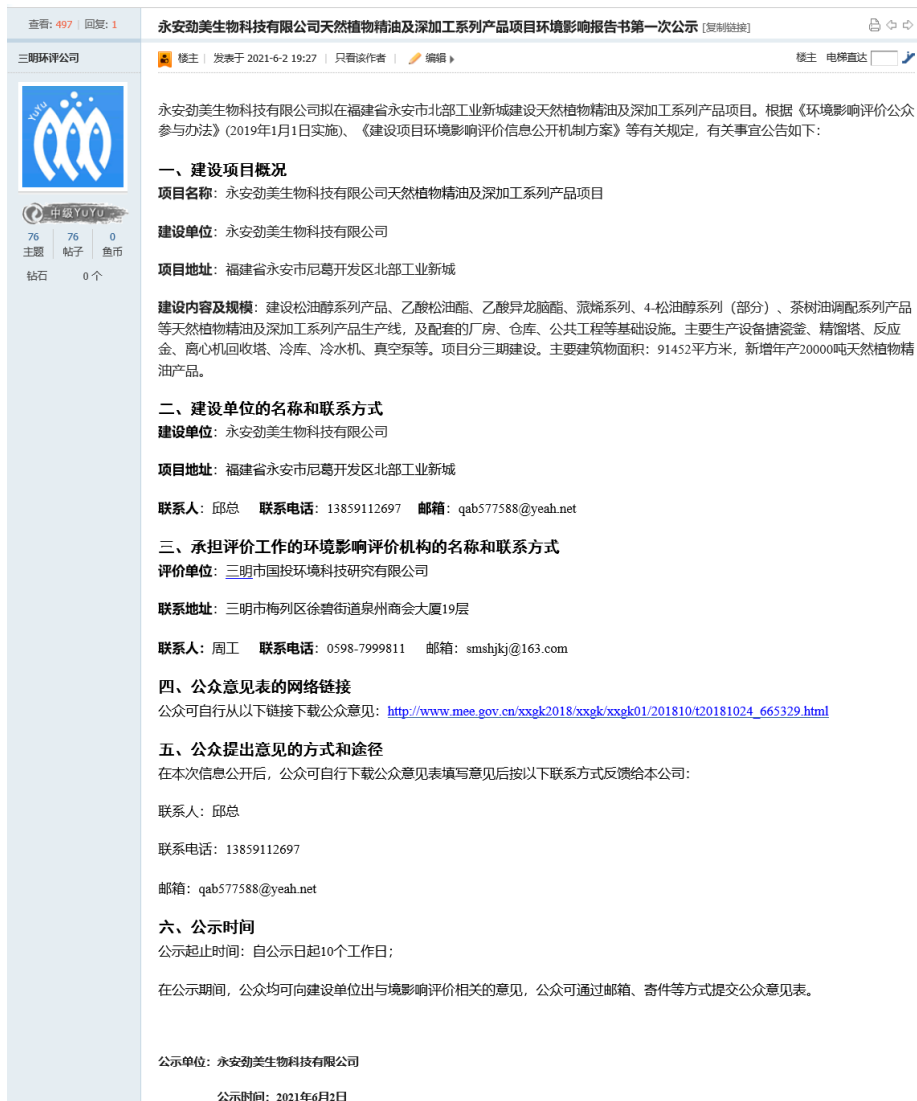 查看: 497 | 回复: 1
永安劲美生物科技有限公司天然植物精油及深加工系列产品项目环境影响报告书第一次公示 [复制链接]
三明环评公司
楼主 | 发表于 2021-6-2 19:27 | 只看该作者 | 编辑
楼主 电梯直达
YuYu
中级YuYu
76 76 0
主题 帖子 鱼币
钻石 0 个
永安劲美生物科技有限公司拟在福建省永安市北部工业新城建设天然植物精油及深加工系列产品项目。根据《环境影响评价公众
参与办法》(2019年1月1日实施)、《建设项目环境影响评价信息公开机制方案》等有关规定，有关事宜公告如下：
一、建设项目概况
项目名称：永安劲美生物科技有限公司天然植物精油及深加工系列产品项目
建设单位：永安劲美生物科技有限公司
项目地址：福建省永安市尼葛开发区北部工业新城
建设内容及规模：建设松油醇系列产品、乙酸松油酯、乙酸异龙脑酯、蒎烯系列、4-松油醇系列（部分）、茶树油调配系列产品
等天然植物精油及深加工系列产品生产线，及配套的厂房、仓库、公共工程等基础设施。主要生产设备搪瓷釜、精馏塔、反应
金、离心机回收塔、冷库、冷水机、真空泵等。项目分三期建设。主要建筑物面积：91452平方米，新增年产20000吨天然植物精
油产品。
二、建设单位的名称和联系方式
建设单位：永安劲美生物科技有限公司
项目地址：福建省永安市尼葛开发区北部工业新城
联系人：邱总 联系电话：13859112697 邮箱：qab577588@yeah.net
三、承担评价工作的环境影响评价机构的名称和联系方式
评价单位：三明市国投环境科技研究有限公司
联系地址：三明市梅列区徐碧街道泉州商会大厦19层
联系人：周工 联系电话：0598-7999811 邮箱：smshjkj@163.com
四、公众意见表的网络链接
公众可自行从以下链接下载公众意见：http://www.mee.gov.cn/xxgk2018/xxgk/xxgk01/201810/t20181024_665329.html
五、公众提出意见的方式和途径
在本次信息公开后，公众可自行下载公众意见表填写意见后按以下联系方式反馈给本公司：
联系人：邱总
联系电话：13859112697
邮箱：qab577588@yeah.net
六、公示时间
公示起止时间：自公示日起10个工作日；
在公示期间，公众均可向建设单位出与境影响评价相关的意见，公众可通过邮箱、寄件等方式提交公众意见表。
公示单位：永安劲美生物科技有限公司
公示时间：2021年6月2日